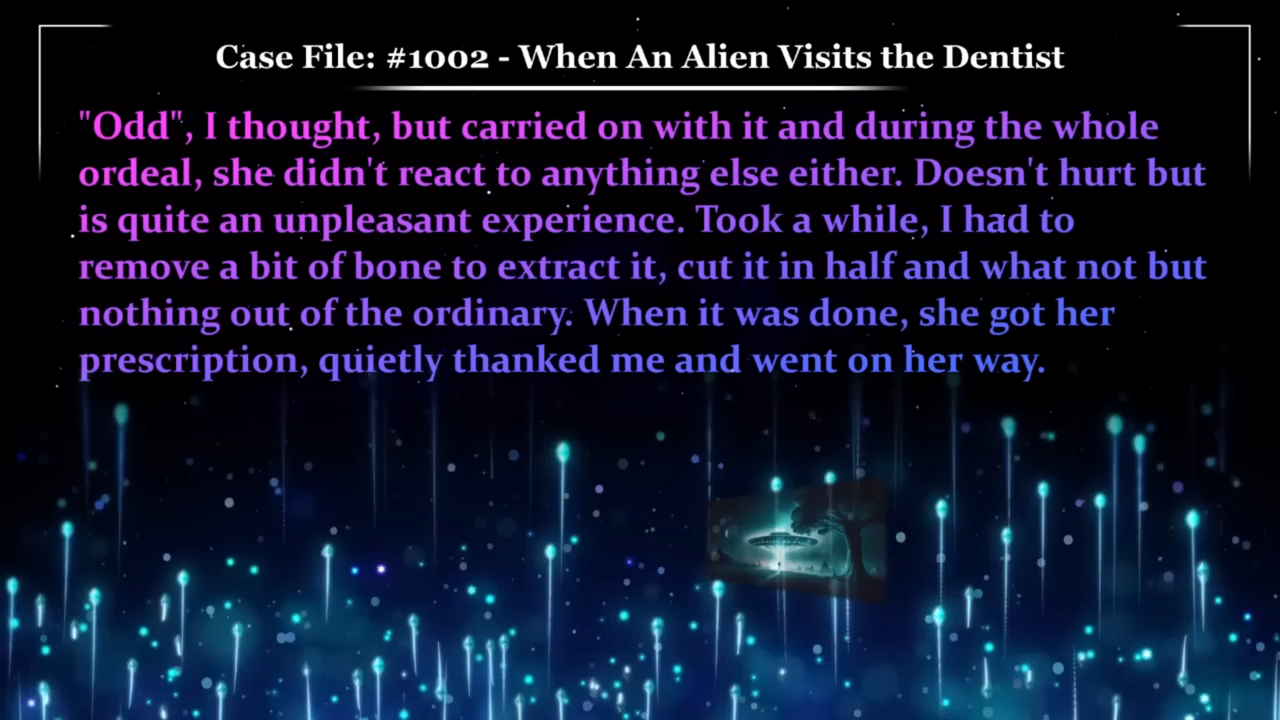 Case File: #1002 - When An Alien Visits the Dentist
"Odd", I thought, but carried on with it and during the whole
ordeal, she didn't react to anything else either. Doesn't hurt but
is quite an unpleasant experience. Took a while, I had to
remove a bit of bone to extract it, cut it in half and what not but
nothing out of the ordinary. When it was done, she got her
prescription, quietly thanked me and went on her way.